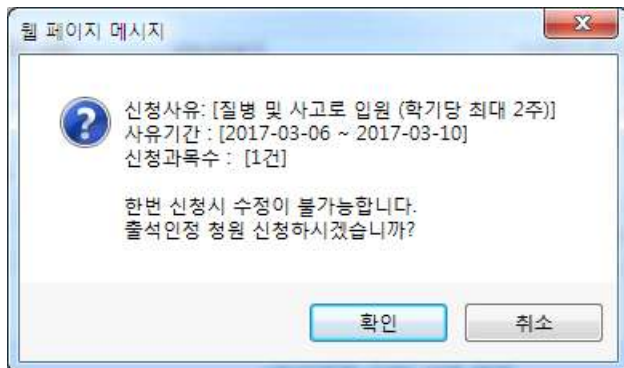 웹 페이지 메시지
신청사유: [질병 및 사고로 입원 (학기당 최대 2주)]
사유기간 : [2017-03-06 ~ 2017-03-10]
신청과목수 :  [1건]
한번 신청시 수정이 불가능합니다.
출석인정 청원 신청하시겠습니까?
확인
취소